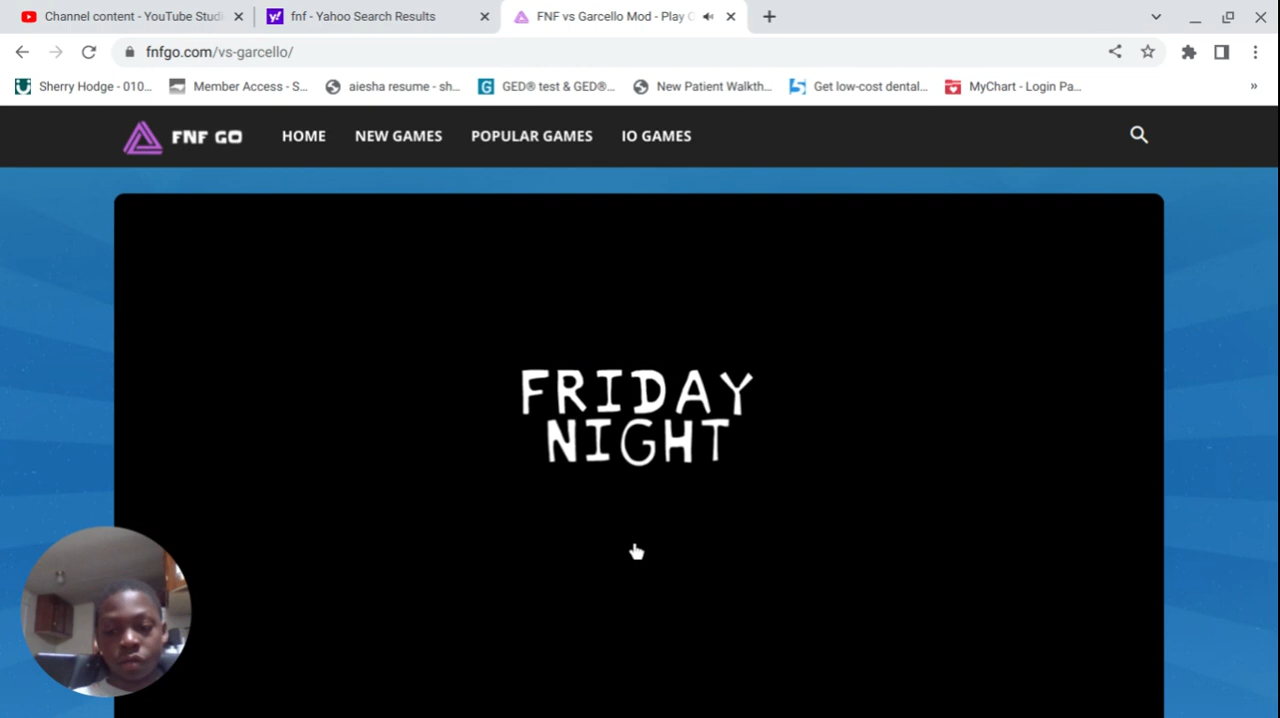 Channel content - YouTube Studi
fnf - Yahoo Search Results
FNF vs Garcello Mod - Play O
fnfgo.com/vs-garcello/
Sherry Hodge - 010...
Member Access - S...
aiesha resume - sh...
GED® test & GED®...
New Patient Walkth...
Get low-cost dental...
MyChart - Login Pa...
»
FNF GO
HOME
NEW GAMES
POPULAR GAMES
IO GAMES
FRIDAY
NIGHT